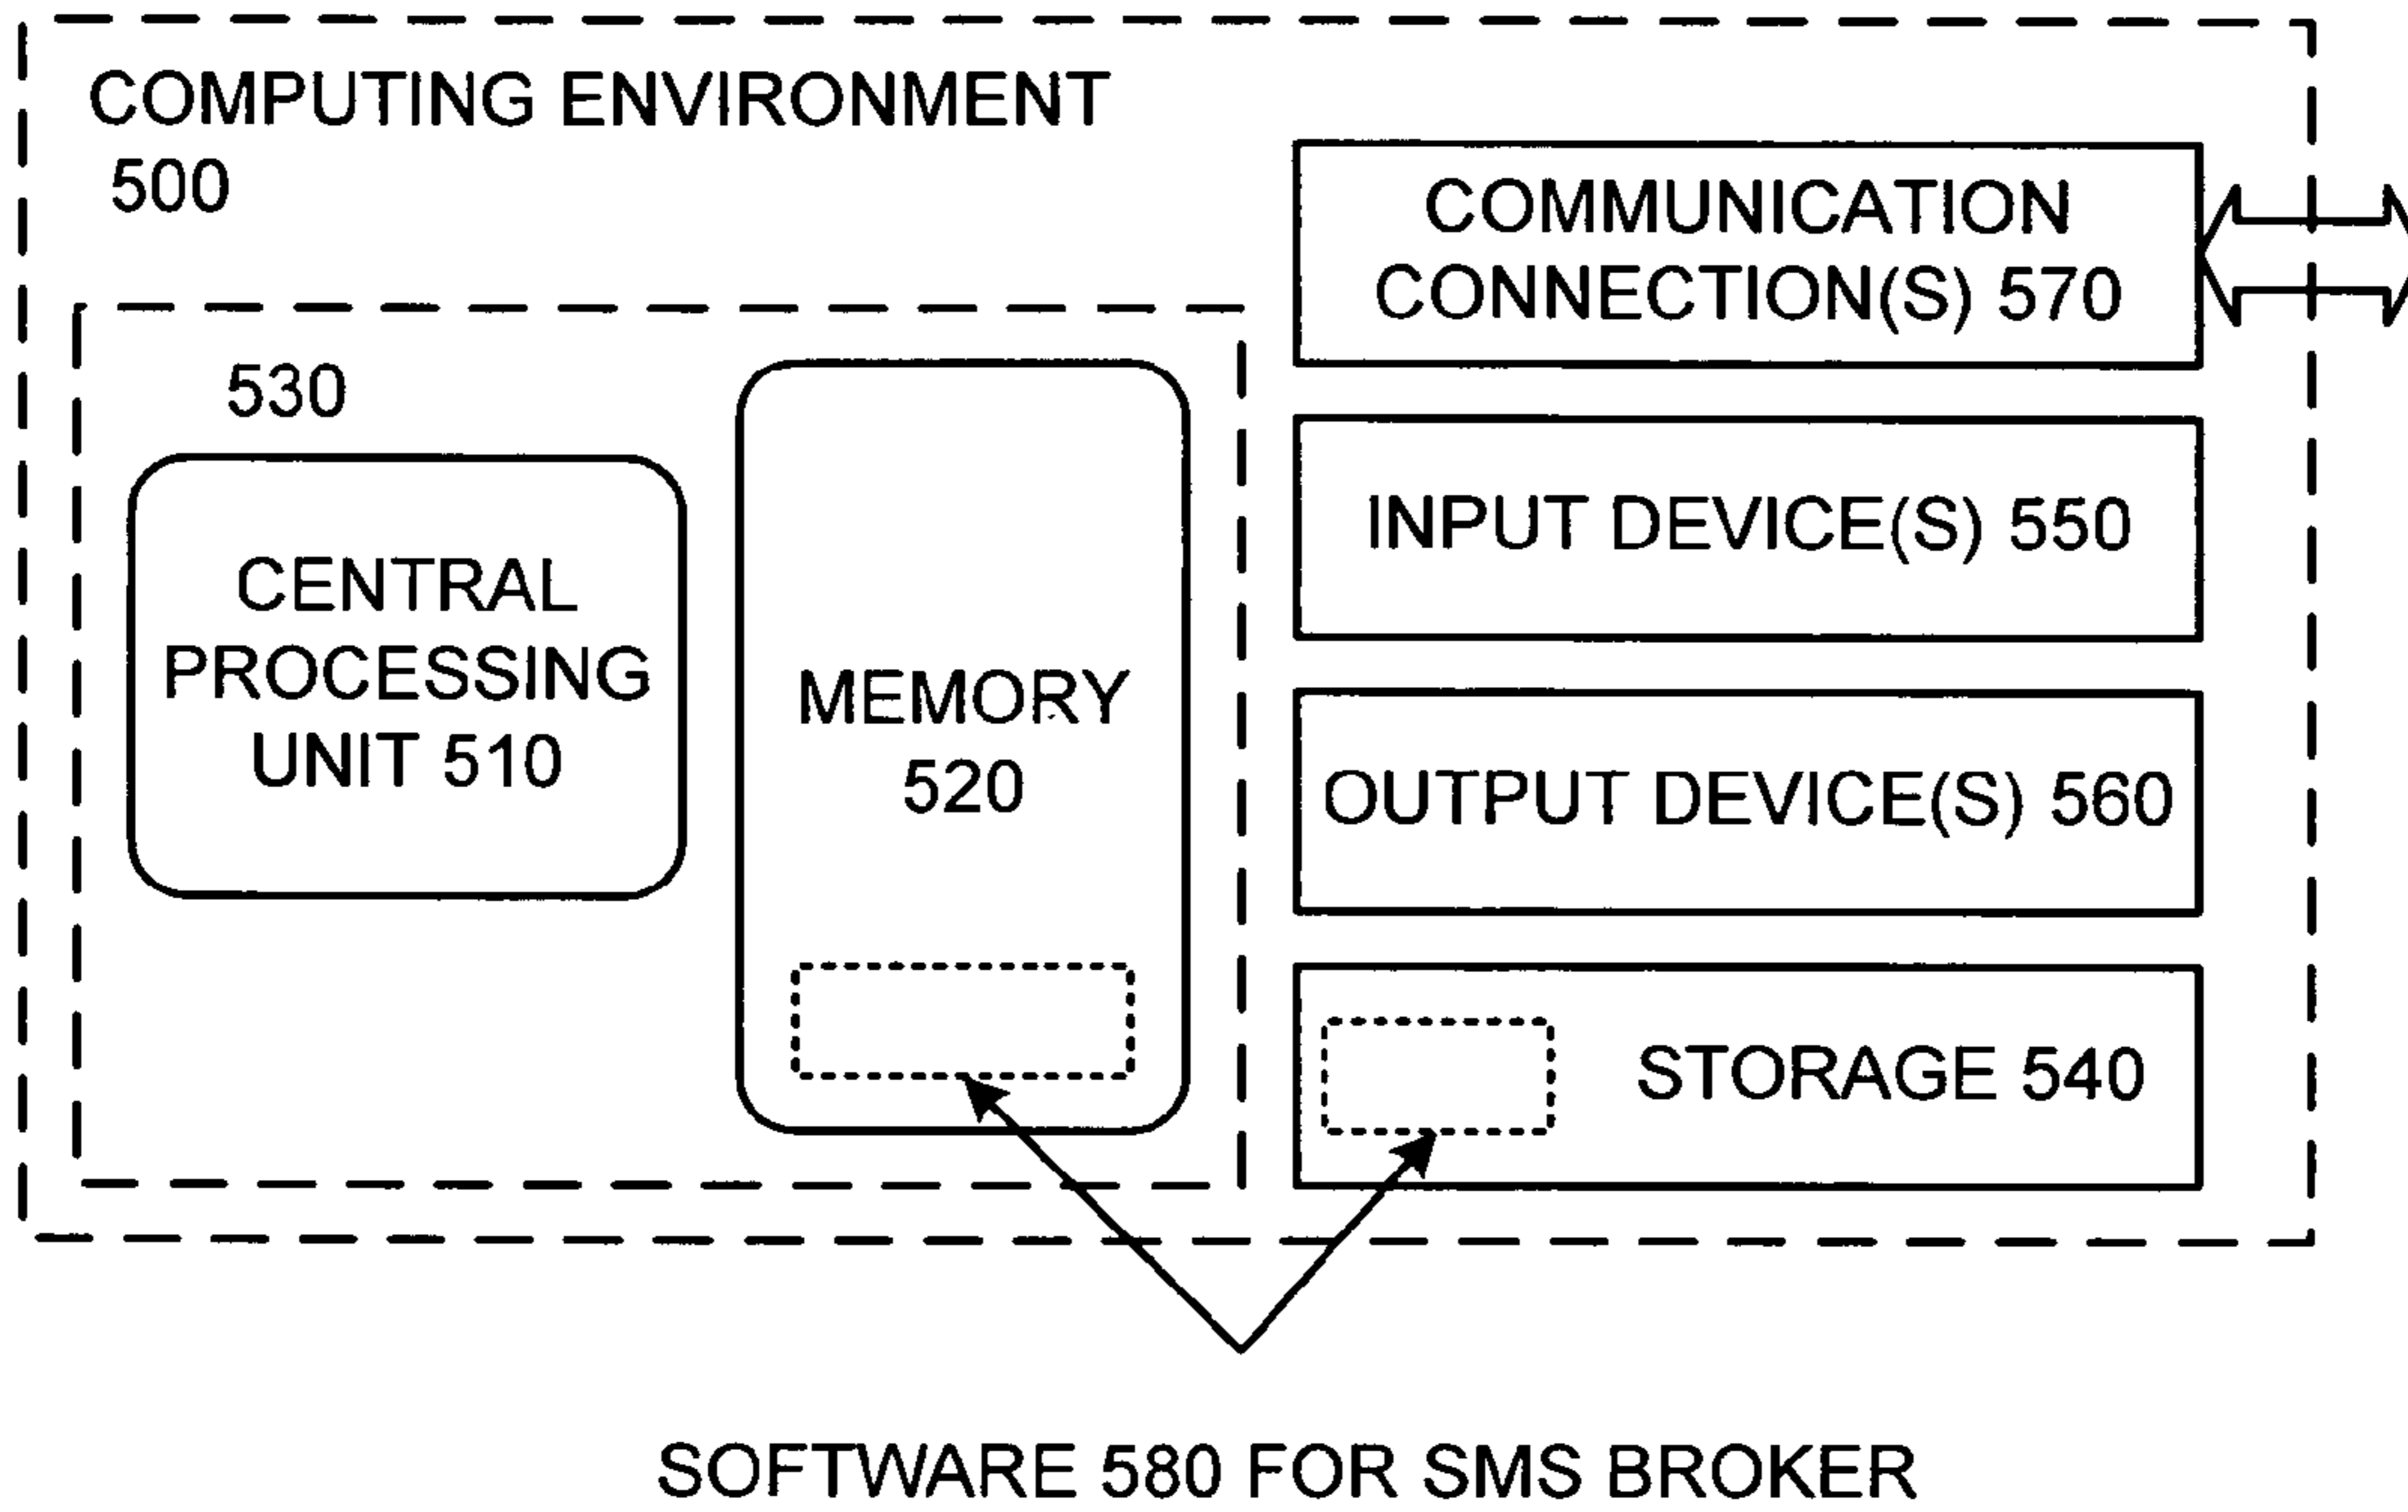 COMPUTING ENVIRONMENT
500
COMMUNICATION
CONNECTION(S) 570
530
CENTRAL
PROCESSING
UNIT 510
MEMORY
520
INPUT DEVICE(S) 550
OUTPUT DEVICE(S) 560
STORAGE 540
SOFTWARE 580 FOR SMS BROKER